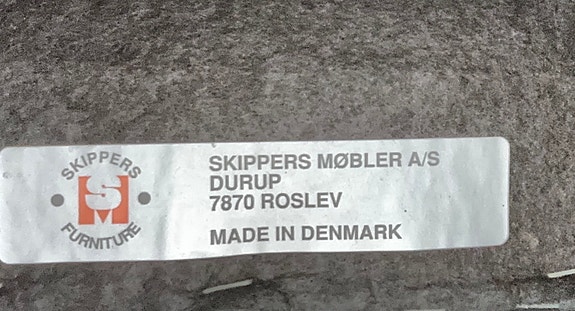 SKIPPERS
SM
FURNITURE
SKIPPERS MØBLER A/S
DURUP
7870 ROSLEV
MADE IN DENMARK